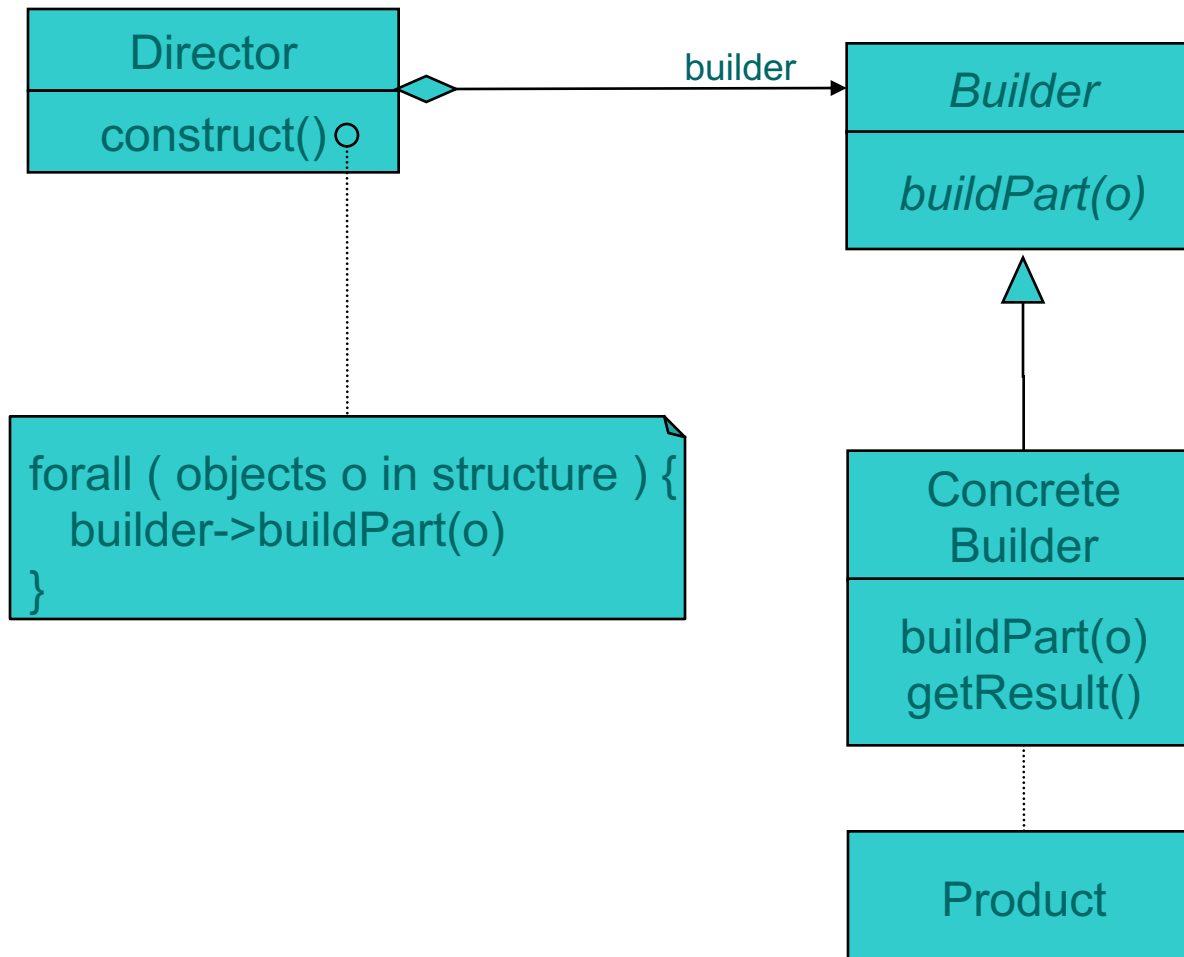 Director
construct()
builder
Builder
buildPart(o)
forall ( objects o in structure ) {
builder->buildPart(o)
}
Concrete
Builder
buildPart(o)
getResult()
Product